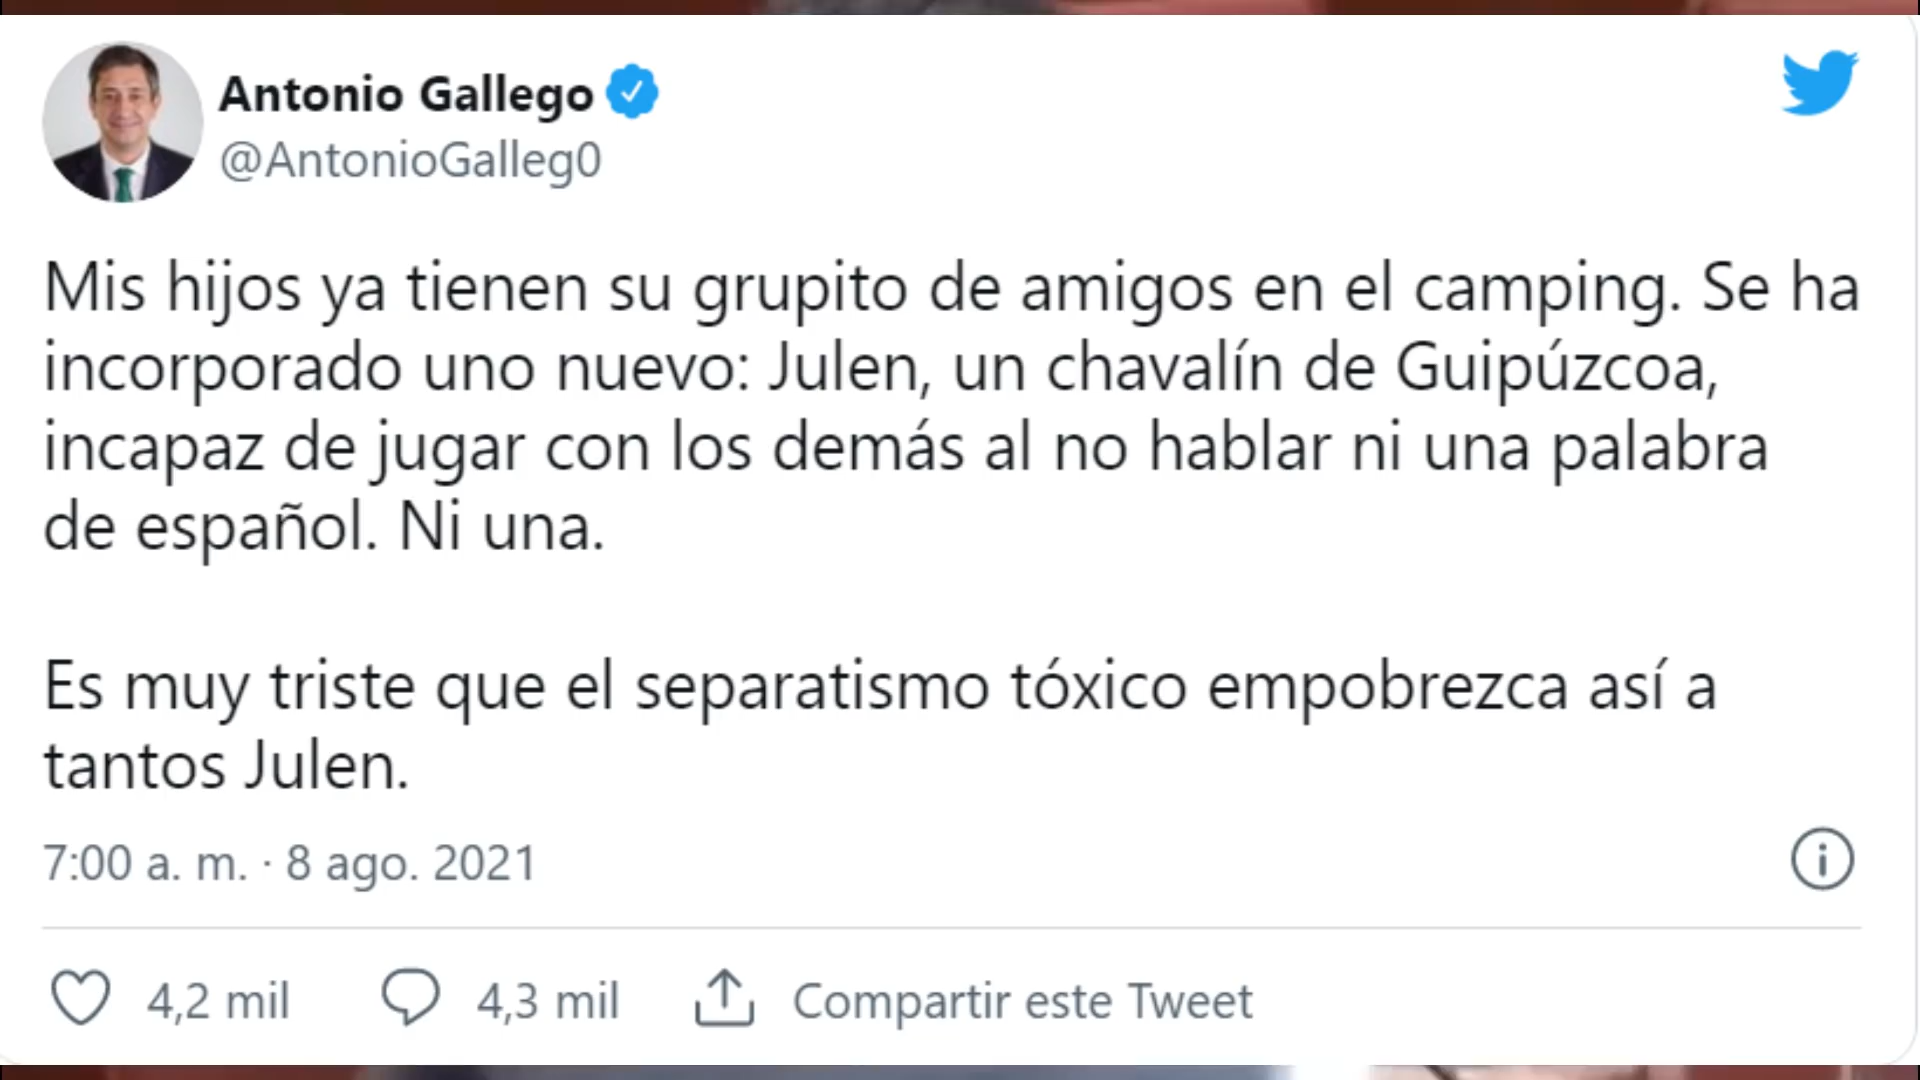 Antonio Gallego
@AntonioGalleg0
Mis hijos ya tienen su grupito de amigos en el camping. Se ha
incorporado uno nuevo: Julen, un chavalín de Guipúzcoa,
incapaz de jugar con los demás al no hablar ni una palabra
de español. Ni una.
Es muy triste que el separatismo tóxico empobrezca así a
tantos Julen.
7:00 a. m. · 8 ago. 2021
4,2 mil 4,3 mil Compartir este Tweet